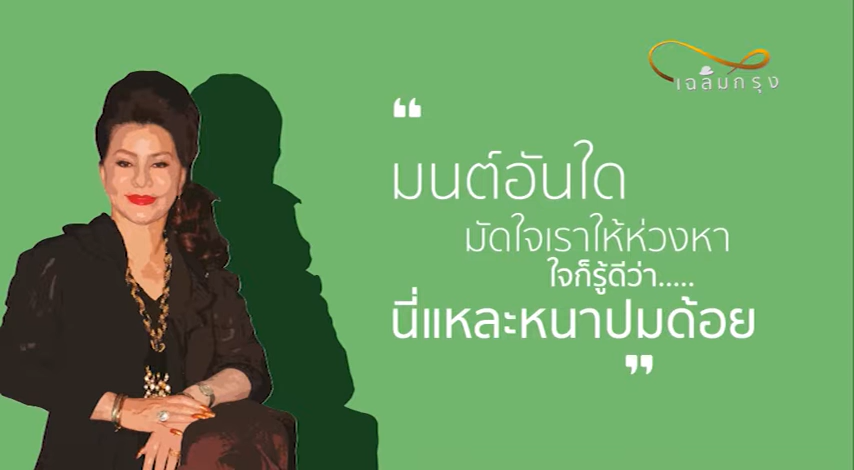 เฉลิมกรุง
“
มนต์อันใด
มัดใจเราให้ห่วงหา
ใจก็รู้ดีว่า.....
นี่แหละหนาปมด้อย
”